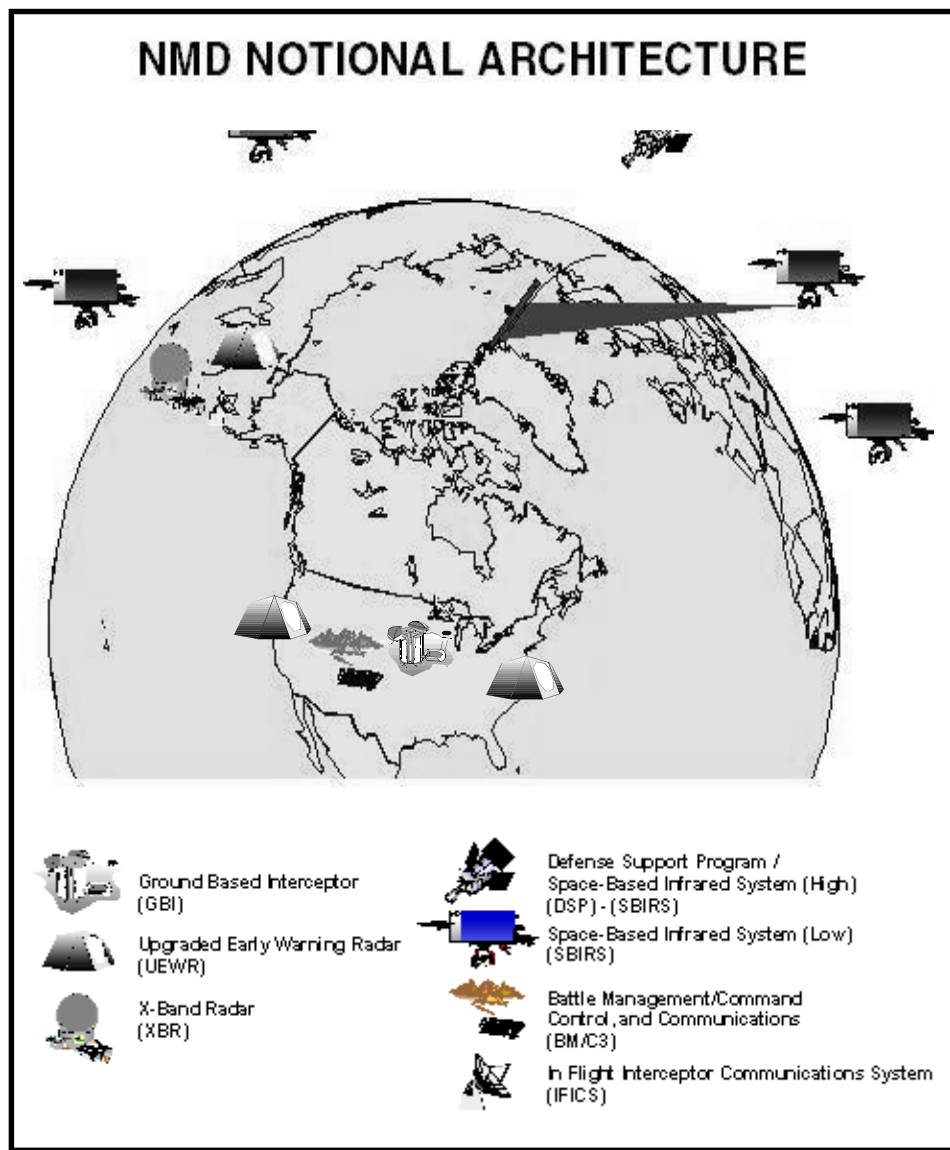 NMD NOTIONAL ARCHITECTURE
Ground Based Interceptor
(GBI)
Upgraded Early Warning Radar
(UEWR)
X-Band Radar
(XBR)
Defense Support Program /
Space-Based Infrared System (High)
(DSP) - (SBIRS)
Space-Based Infrared System (Low)
(SBIRS)
Battle Management/Command
Control, and Communications
(BM/C3)
In Flight Interceptor Communications System
(IFICS)